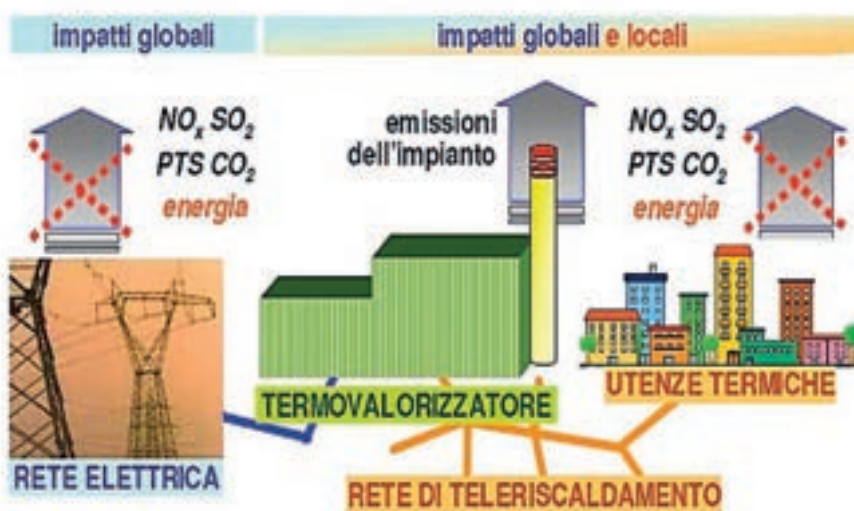 impatti globali
impatti globali e locali
NOx SO2
PTS CO2
energia
emissioni
dell'impianto
NOx SO2
PTS CO2
energia
TERMOVALORIZZATORE
UTENZE TERMICHE
RETE ELETTRICA
RETE DI TELERISCALDAMENTO